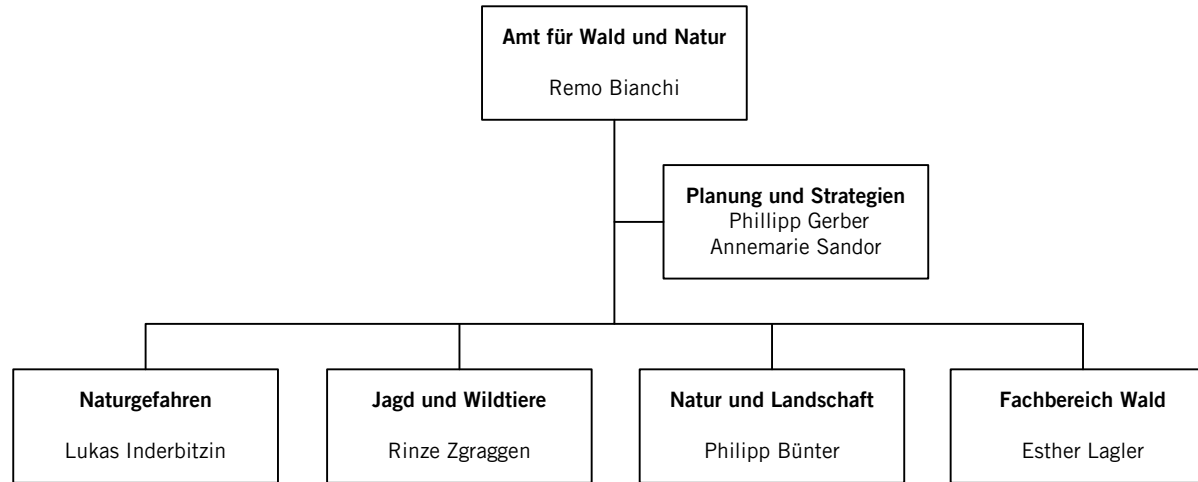 Amt für Wald und Natur
Remo Bianchi
Planung und Strategien
Phillipp Gerber
Annemarie Sandor
Naturgefahren
Lukas Inderbitzin
Jagd und Wildtiere
Rinze Zgraggen
Natur und Landschaft
Philipp Bünter
Fachbereich Wald
Esther Lagler